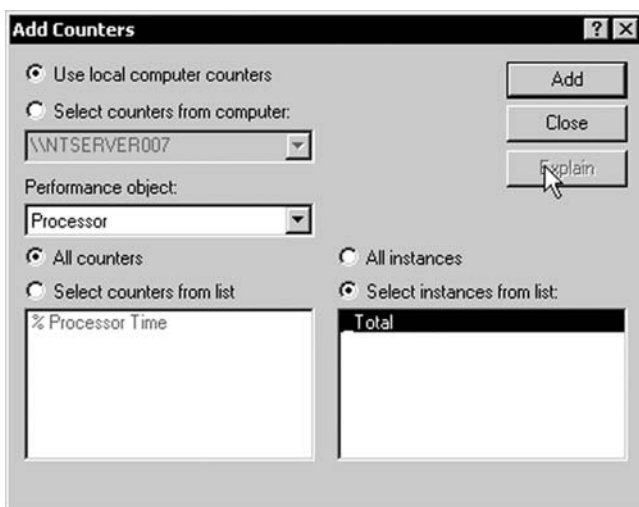 Add Counters
Use local computer counters
Select counters from computer:
\\NTSERVER007
Add
Close
Explain
Performance object:
Processor
All counters
Select counters from list
% Processor Time
All instances
Select instances from list:
_Total